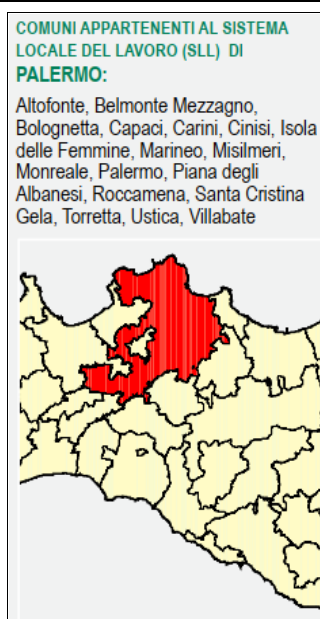 COMUNI APPARTENENTI AL SISTEMA
LOCALE DEL LAVORO (SLL) DI
PALERMO:
Altofonte, Belmonte Mezzagno,
Bolognetta, Capaci, Carini, Cinisi, Isola
delle Femmine, Marineo, Misilmeri,
Monreale, Palermo, Piana degli
Albanesi, Roccamena, Santa Cristina
Gela, Torretta, Ustica, Villabate